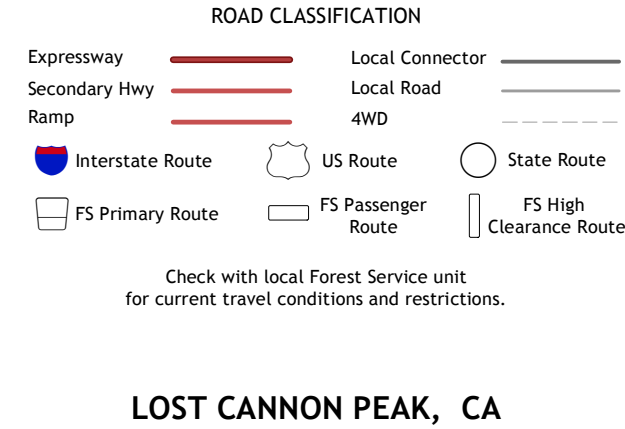 ROAD CLASSIFICATION
Expressway
Local Connector
Secondary Hwy
Local Road
Ramp
4WD
Interstate Route
US Route
State Route
FS Primary Route
FS Passenger
Route
FS High
Clearance Route
Check with local Forest Service unit
for current travel conditions and restrictions.
LOST CANNON PEAK, CA